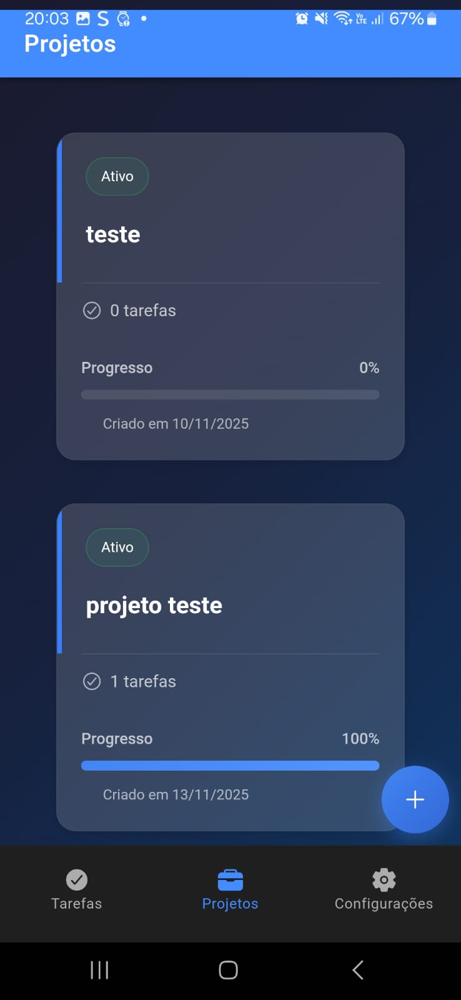 20:03 67%
Projetos
Ativo
teste
0 tarefas
Progresso 0%
Criado em 10/11/2025
Ativo
projeto teste
1 tarefas
Progresso 100%
Criado em 13/11/2025
Tarefas Projetos Configurações